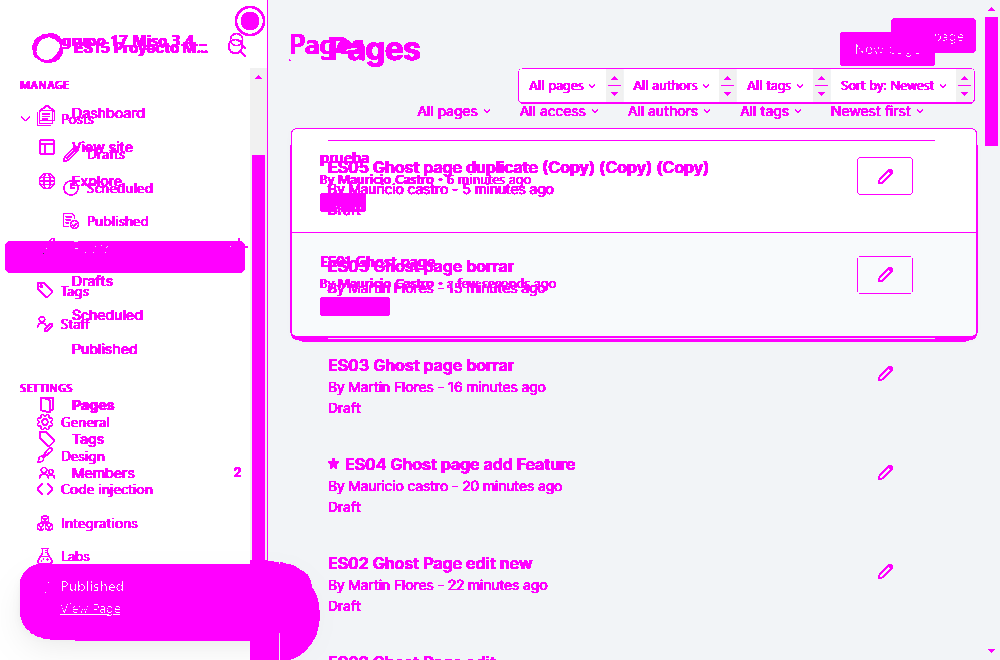 grupo 17 Miso 3 4
ES15 Proyecto M...
MANAGE
Dashboard
Posts
View site
Drafts
Explore
Scheduled
Published
Drafts
Tags
Scheduled
Staff
Published
SETTINGS
Pages
General
Tags
Design
Members 2
Code injection
Integrations
Labs
Published
View Page
Pages
Pages
New page
page
All pages All authors All tags Sort by: Newest
All pages All access All authors All tags Newest first
prueba
ES05 Ghost page duplicate (Copy) (Copy) (Copy)
By Mauricio Castro • 6 minutes ago
By Mauricio castro - 5 minutes ago
Draft
ES01 Ghost page
ES03 Ghost page borrar
By Mauricio Castro • a few seconds ago
By Martin Flores - 15 minutes ago
ES03 Ghost page borrar
By Martin Flores - 16 minutes ago
Draft
★ ES04 Ghost page add Feature
By Mauricio castro - 20 minutes ago
Draft
ES02 Ghost Page edit new
By Martin Flores - 22 minutes ago
Draft